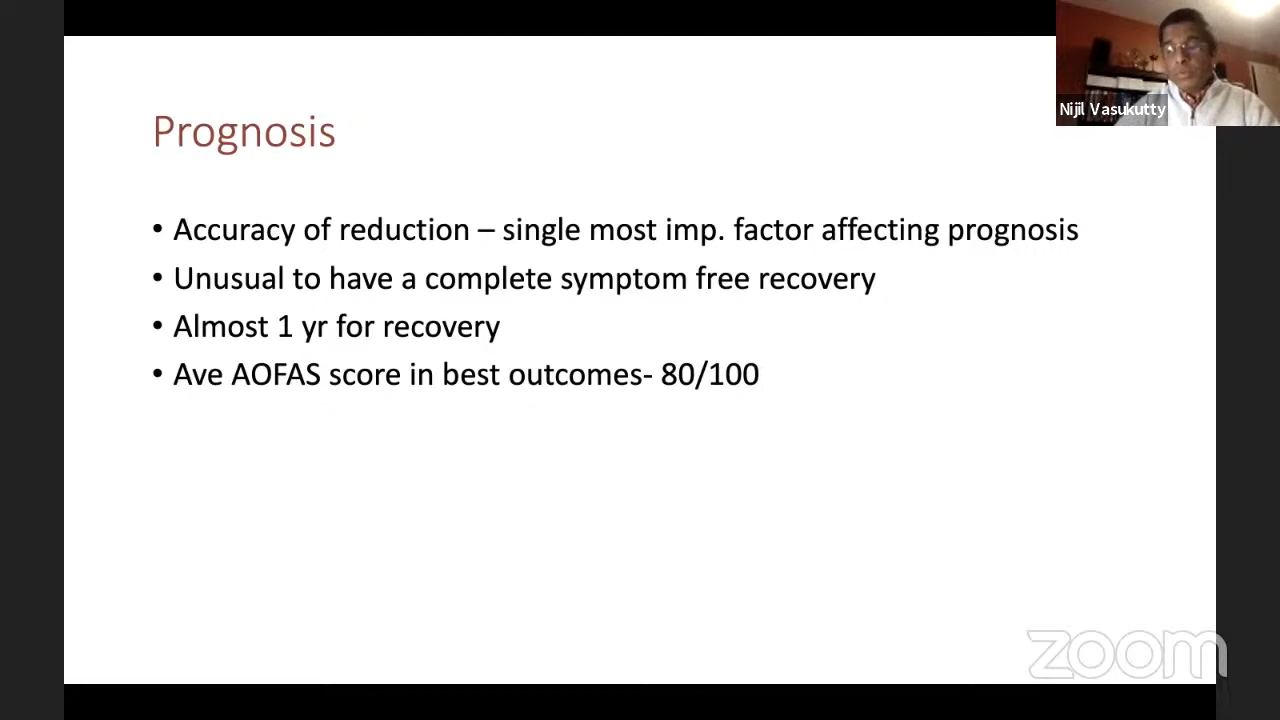 Nijil Vasukutty
Prognosis
• Accuracy of reduction – single most imp. factor affecting prognosis
• Unusual to have a complete symptom free recovery
• Almost 1 yr for recovery
• Ave AOFAS score in best outcomes- 80/100
zoom